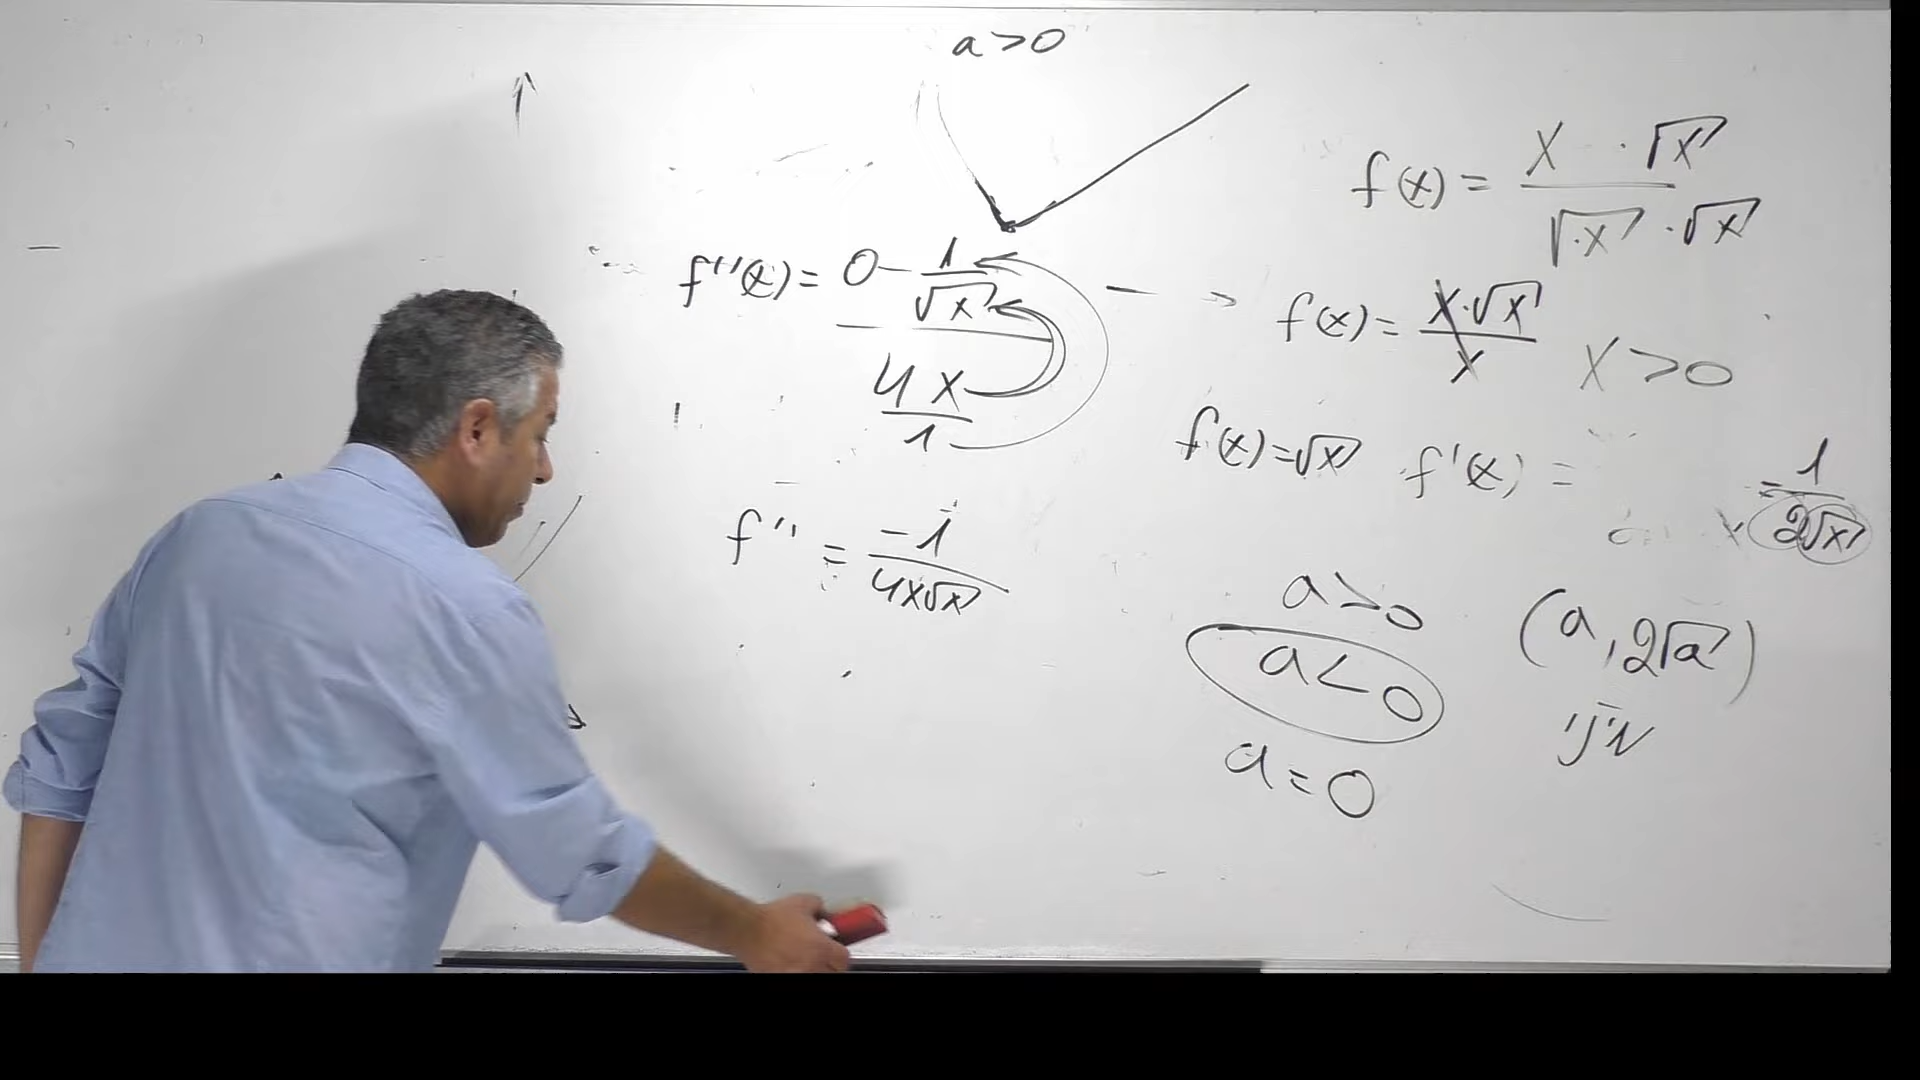 a>0
f(x) = x · √x / √x · √x
f''(x) = 0 - 1/√x / 4x/1
f(x) = x·√x / x x>0
f(x)=√x f'(x) = = 1/2√x
f'' = -1/4x√x
a>0 (a, 2√a)
a<0
a=0